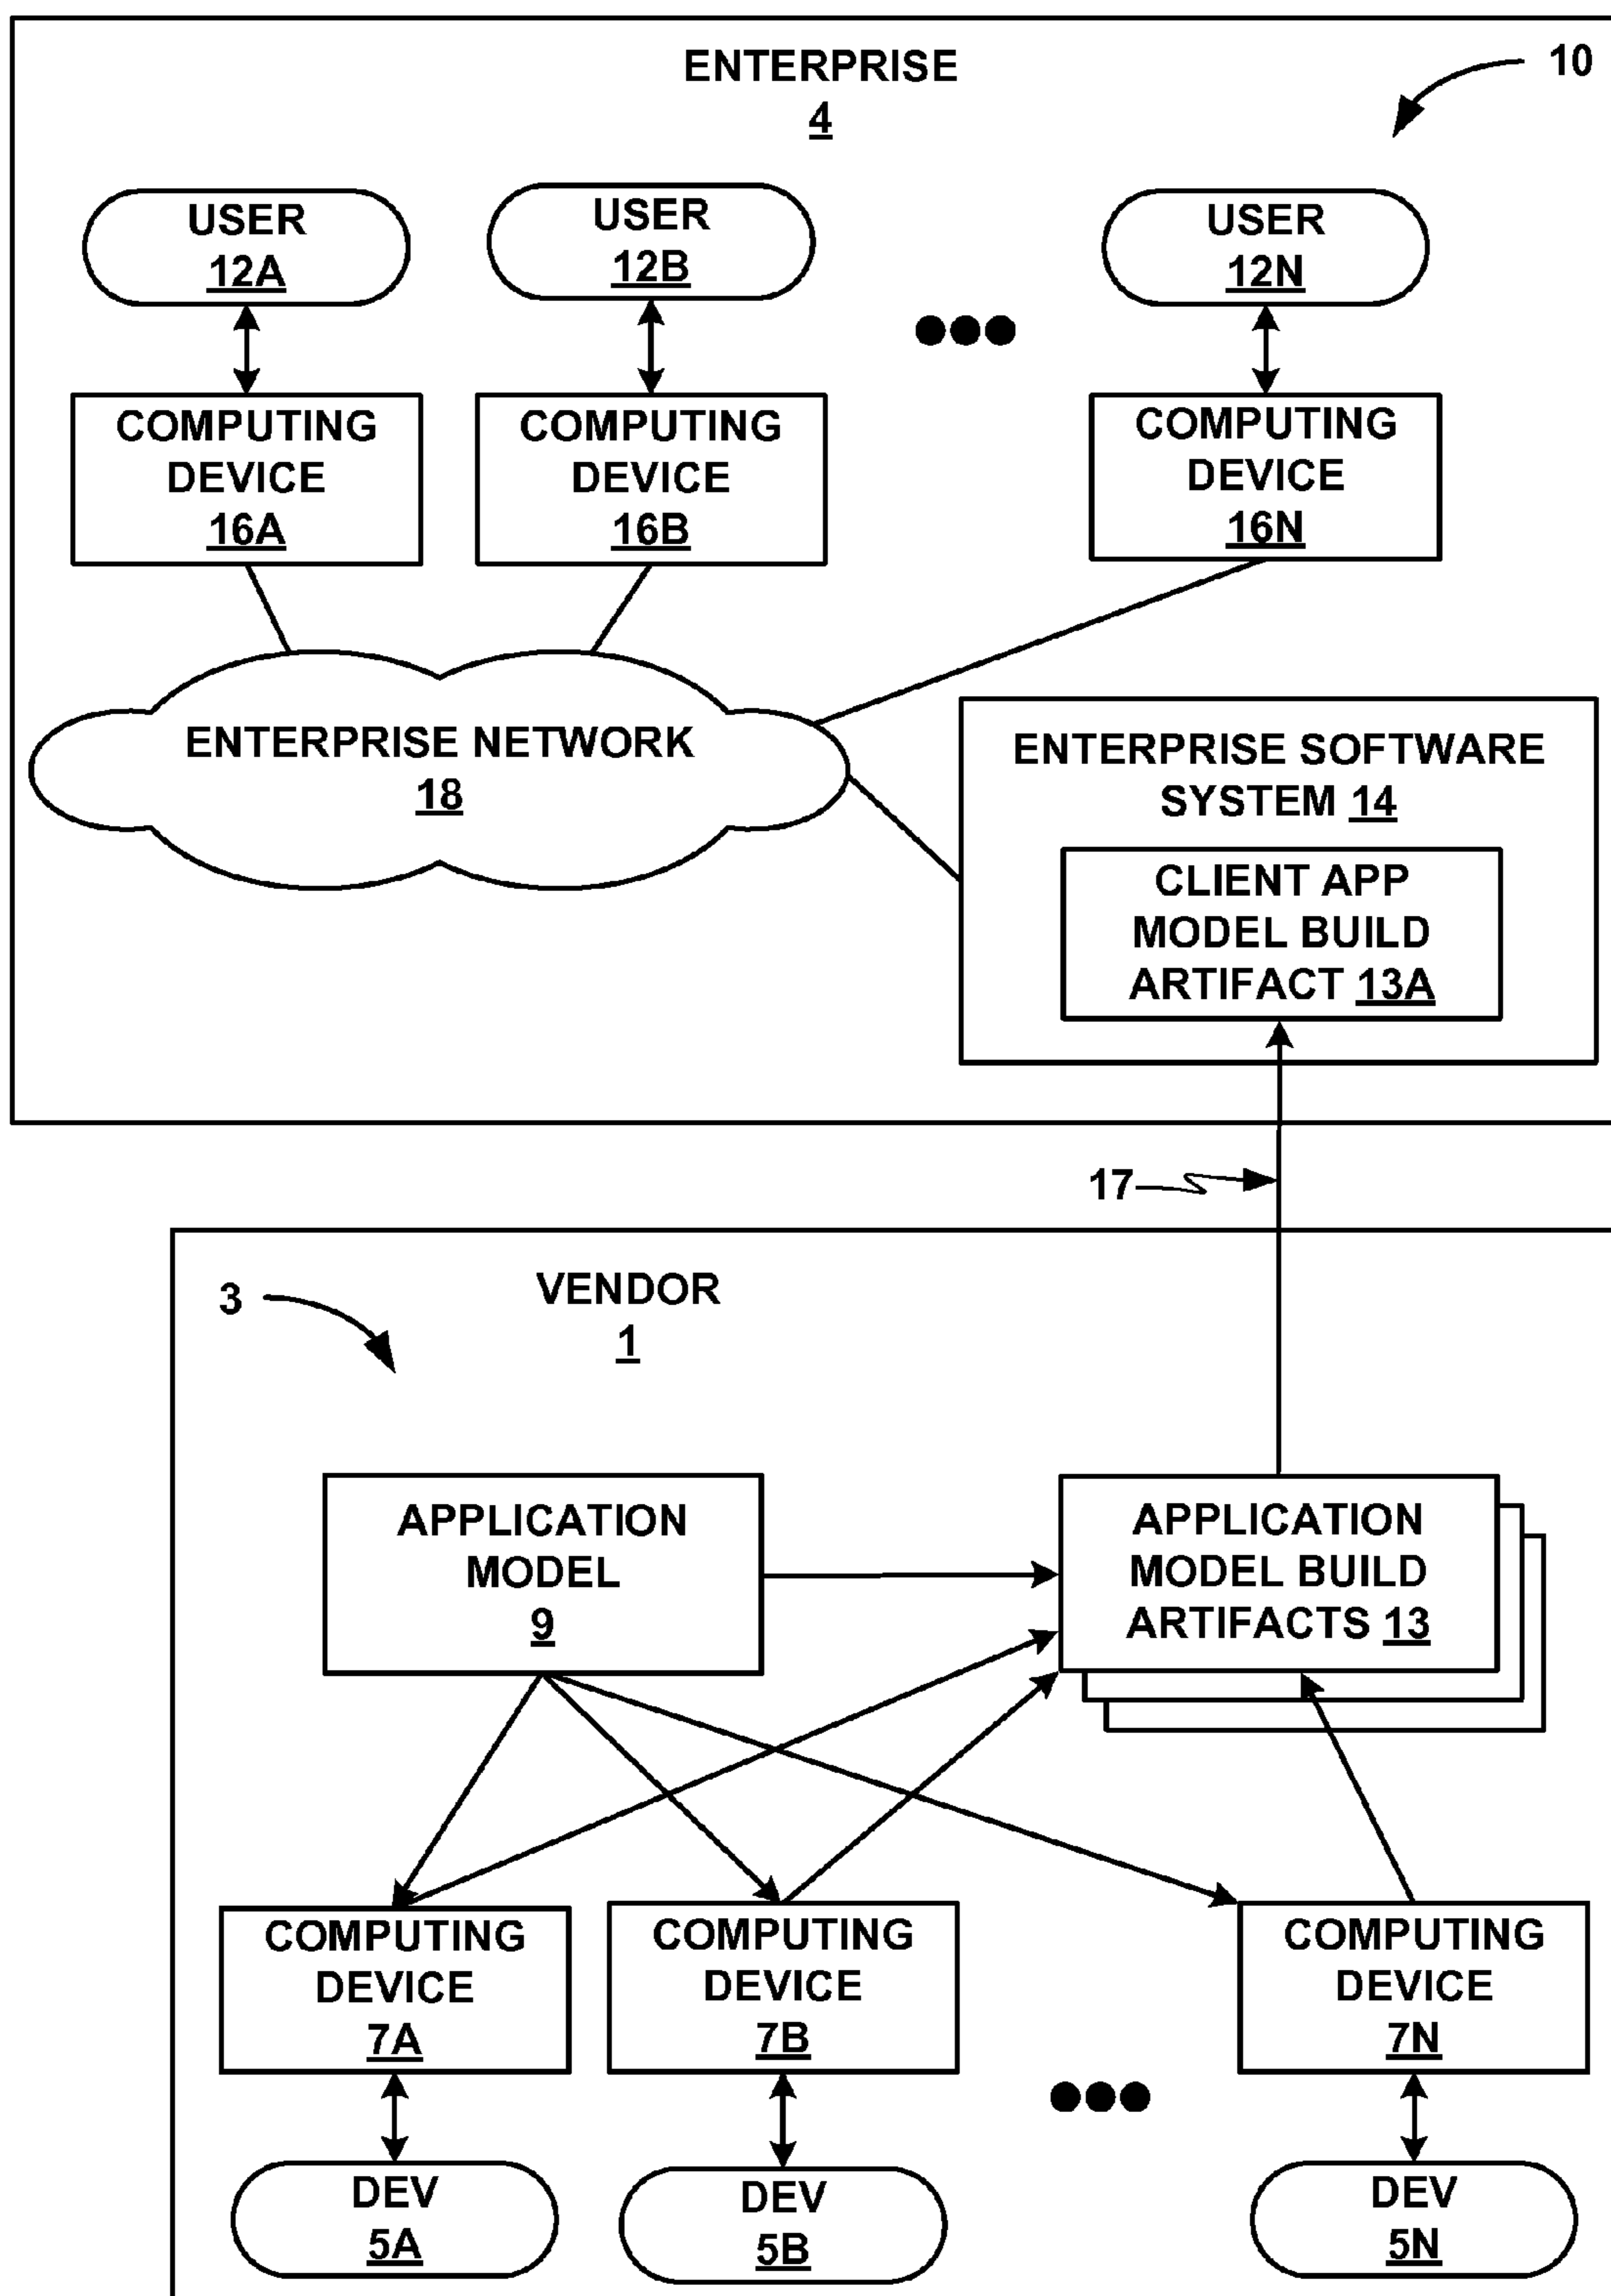 ENTERPRISE
4
10
USER
12A
USER
12B
USER
12N
COMPUTING
DEVICE
16A
COMPUTING
DEVICE
16B
COMPUTING
DEVICE
16N
ENTERPRISE NETWORK
18
ENTERPRISE SOFTWARE
SYSTEM 14
CLIENT APP
MODEL BUILD
ARTIFACT 13A
17
3
VENDOR
1
APPLICATION
MODEL
9
APPLICATION
MODEL BUILD
ARTIFACTS 13
COMPUTING
DEVICE
7A
COMPUTING
DEVICE
7B
COMPUTING
DEVICE
7N
DEV
5A
DEV
5B
DEV
5N